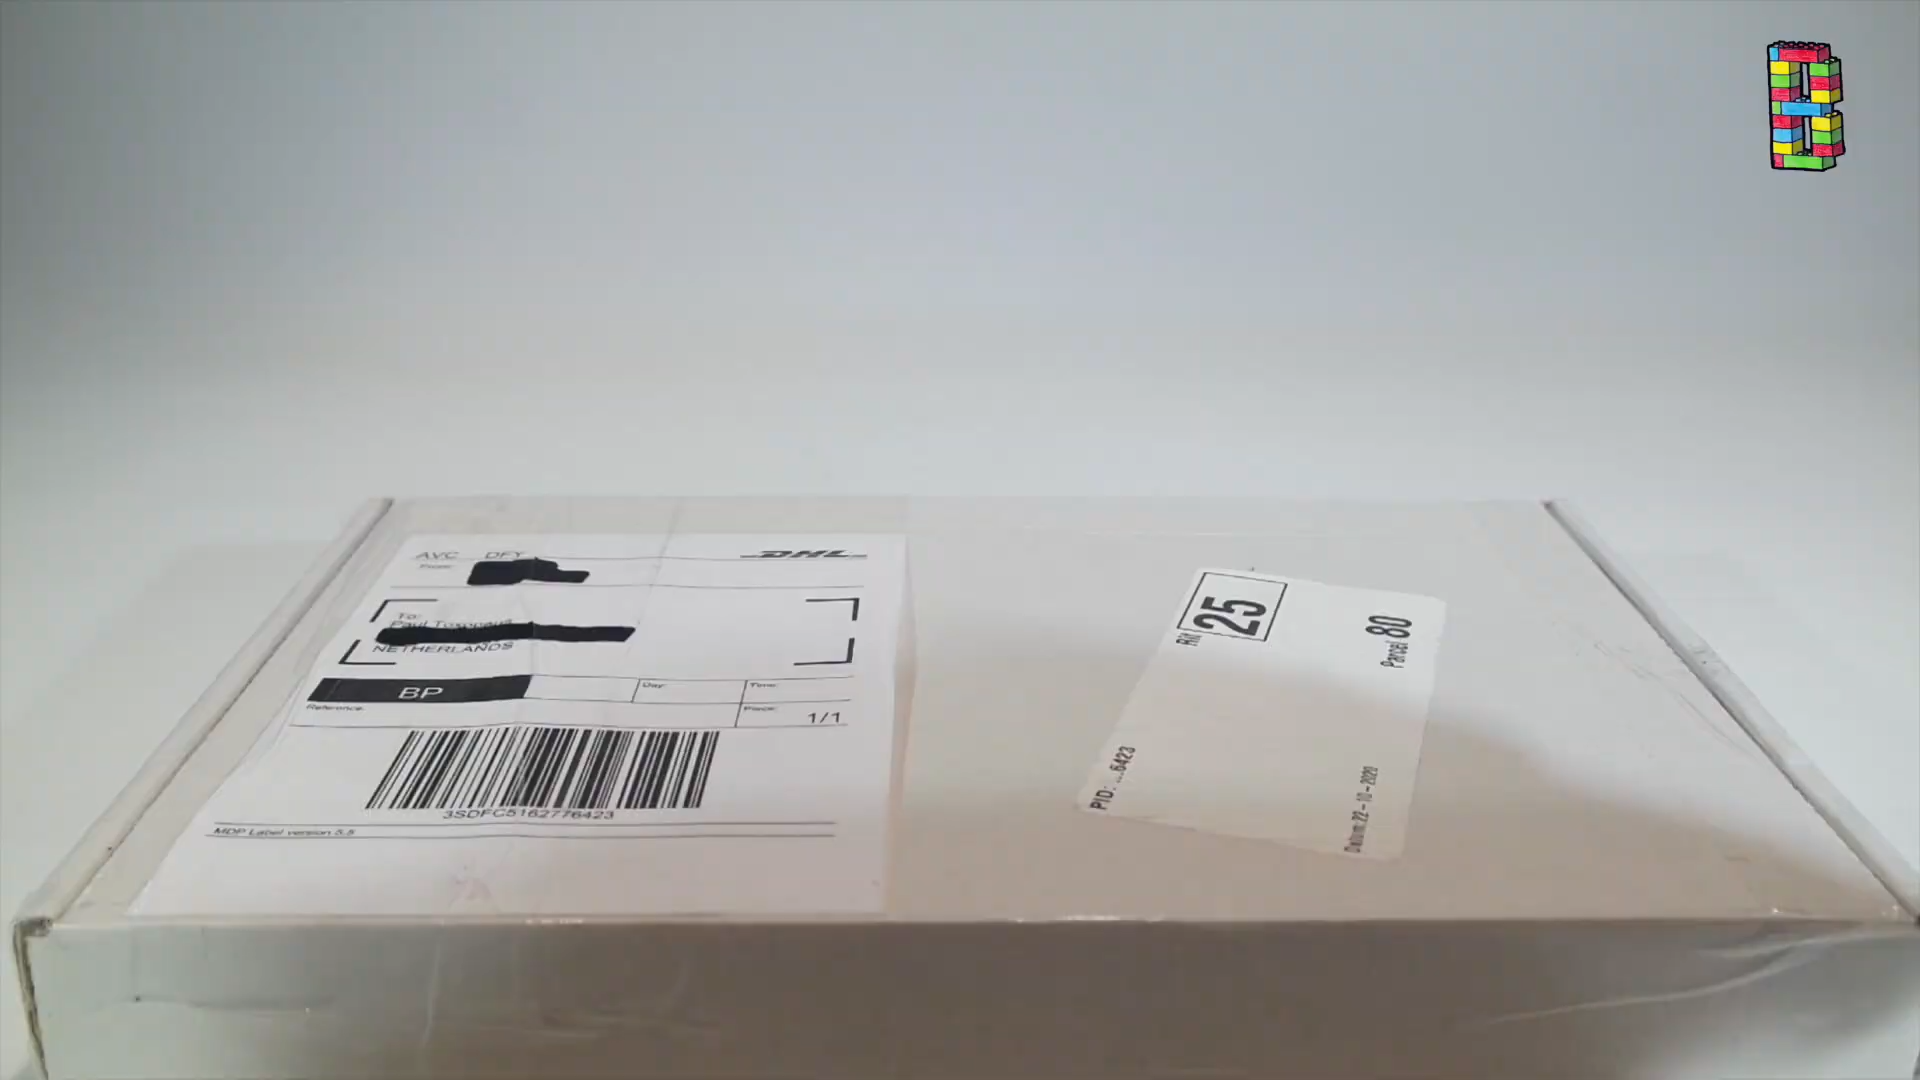 AVC DFY
DHL
From:
To:
NETHERLANDS
BP
Day:
Time:
Reference:
Piece:
1/1
3SDFC5162776423
MDP Label version 5.5
Rit 25
Parcel 80
PID: ...6423
Datum: 22-10-2020
B